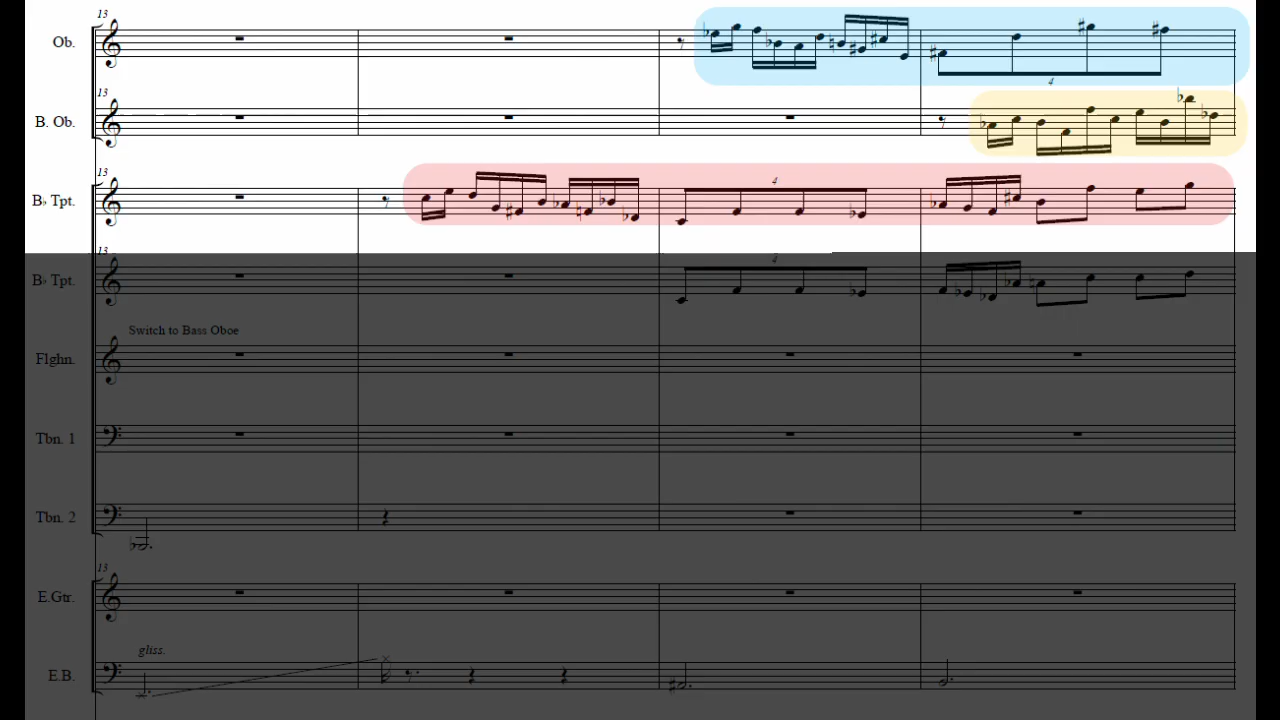 13
Ob.
4
13
B. Ob.
13
4
B♭ Tpt.
13
4
B♭ Tpt.
Switch to Bass Oboe
Flghn.
Tbn. 1
Tbn. 2
13
E.Gtr.
gliss.
E.B.